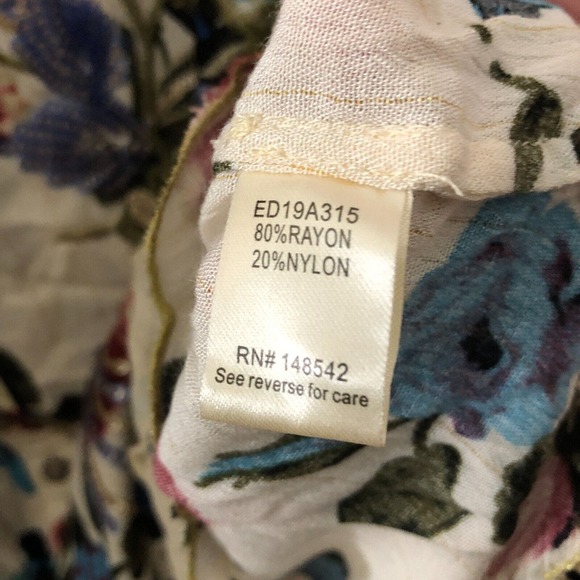 ED19A315
80%RAYON
20%NYLON
RN# 148542
See reverse for care